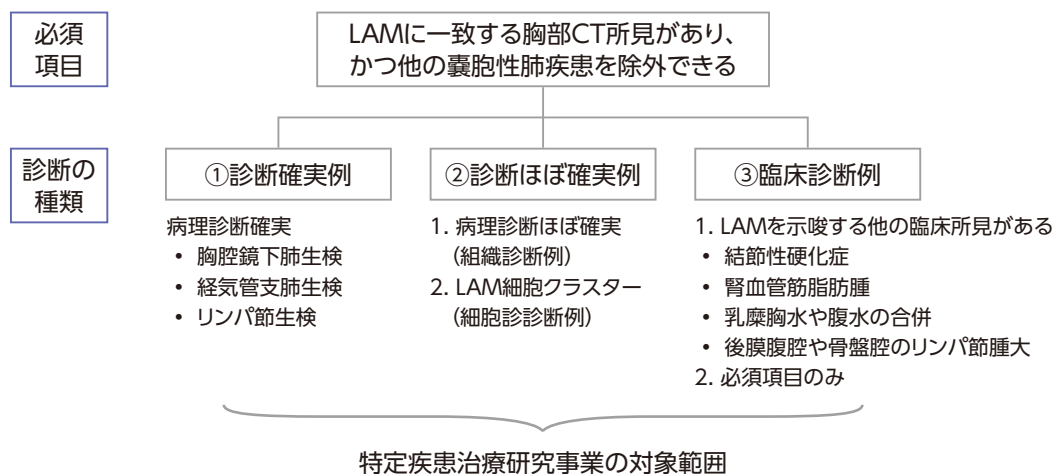 必須
項目
LAMに一致する胸部CT所見があり、
かつ他の嚢胞性肺疾患を除外できる
診断の
種類
①診断確実例
病理診断確実
• 胸腔鏡下肺生検
• 経気管支肺生検
• リンパ節生検
②診断ほぼ確実例
1. 病理診断ほぼ確実
(組織診断例)
2. LAM細胞クラスター
(細胞診診断例)
③臨床診断例
1. LAMを示唆する他の臨床所見がある
• 結節性硬化症
• 腎血管筋脂肪腫
• 乳糜胸水や腹水の合併
• 後膜腹腔や骨盤腔のリンパ節腫大
2. 必須項目のみ
特定疾患治療研究事業の対象範囲